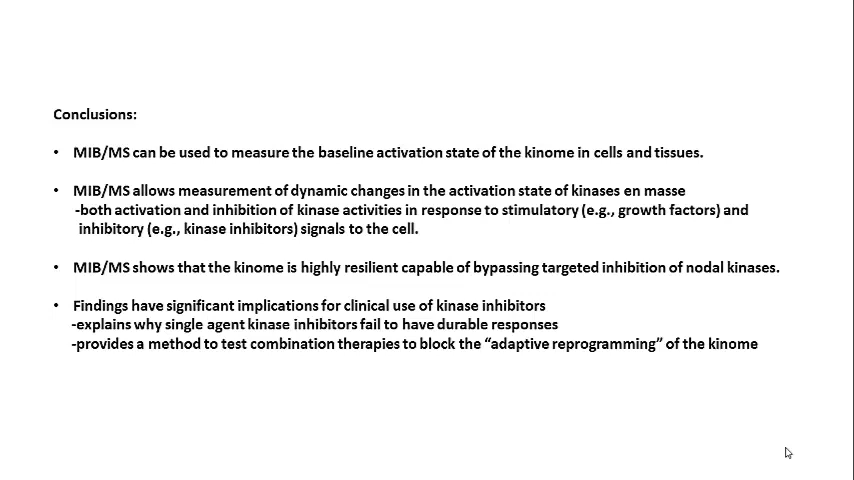 Conclusions:
• MIB/MS can be used to measure the baseline activation state of the kinome in cells and tissues.
• MIB/MS allows measurement of dynamic changes in the activation state of kinases en masse
-both activation and inhibition of kinase activities in response to stimulatory (e.g., growth factors) and
inhibitory (e.g., kinase inhibitors) signals to the cell.
• MIB/MS shows that the kinome is highly resilient capable of bypassing targeted inhibition of nodal kinases.
• Findings have significant implications for clinical use of kinase inhibitors
-explains why single agent kinase inhibitors fail to have durable responses
-provides a method to test combination therapies to block the “adaptive reprogramming” of the kinome